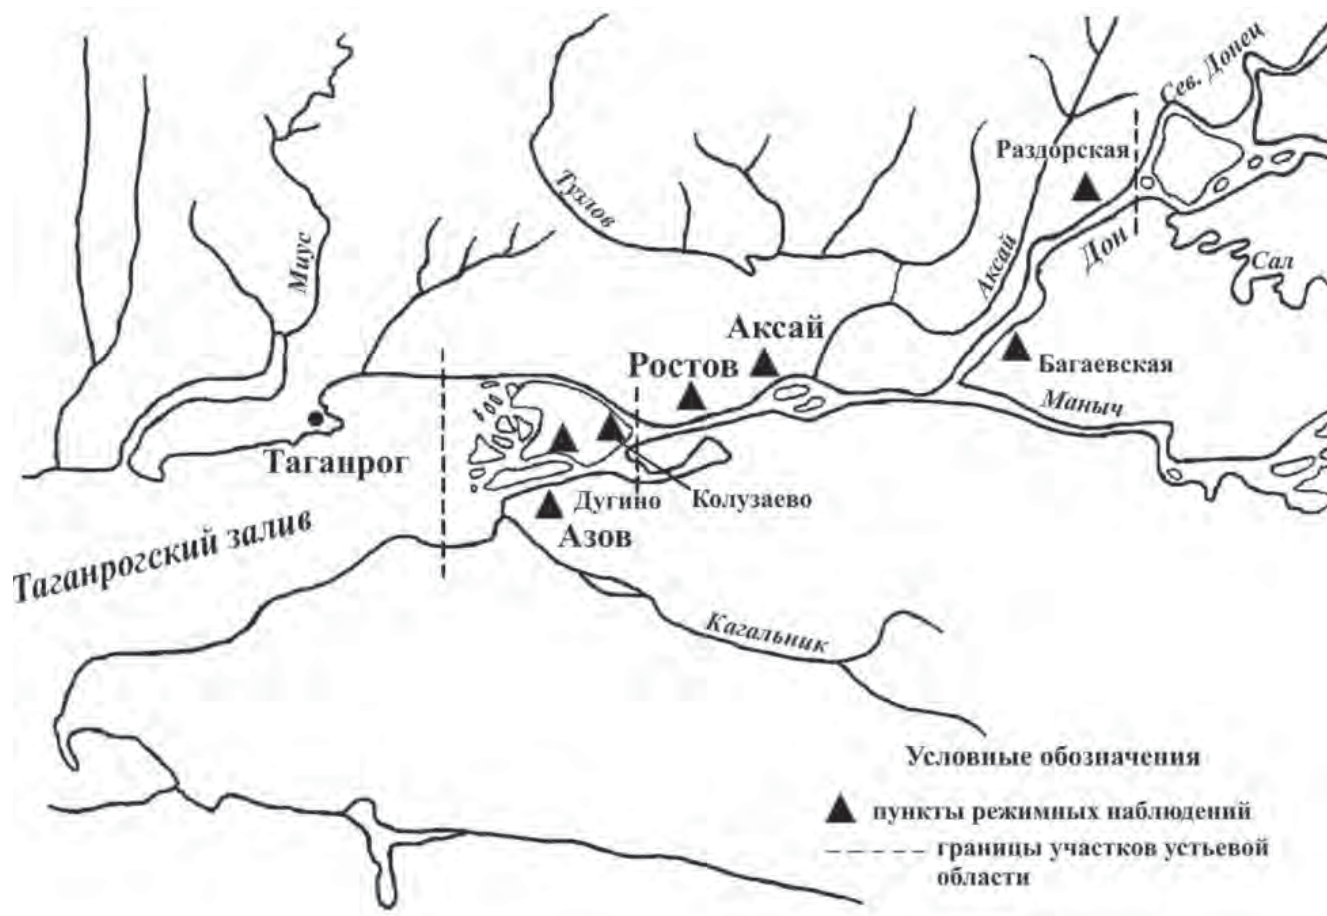 Сев. Донец
Раздорская
Тузлов
Миус
Аксай
Дон
Сал
Аксай
Ростов
Багаевская
Маныч
Таганрог
Дугино
Колузаево
Азов
Таганрогский залив
Кагальник
Условные обозначения
пункты режимных наблюдений
границы участков устьевой
области